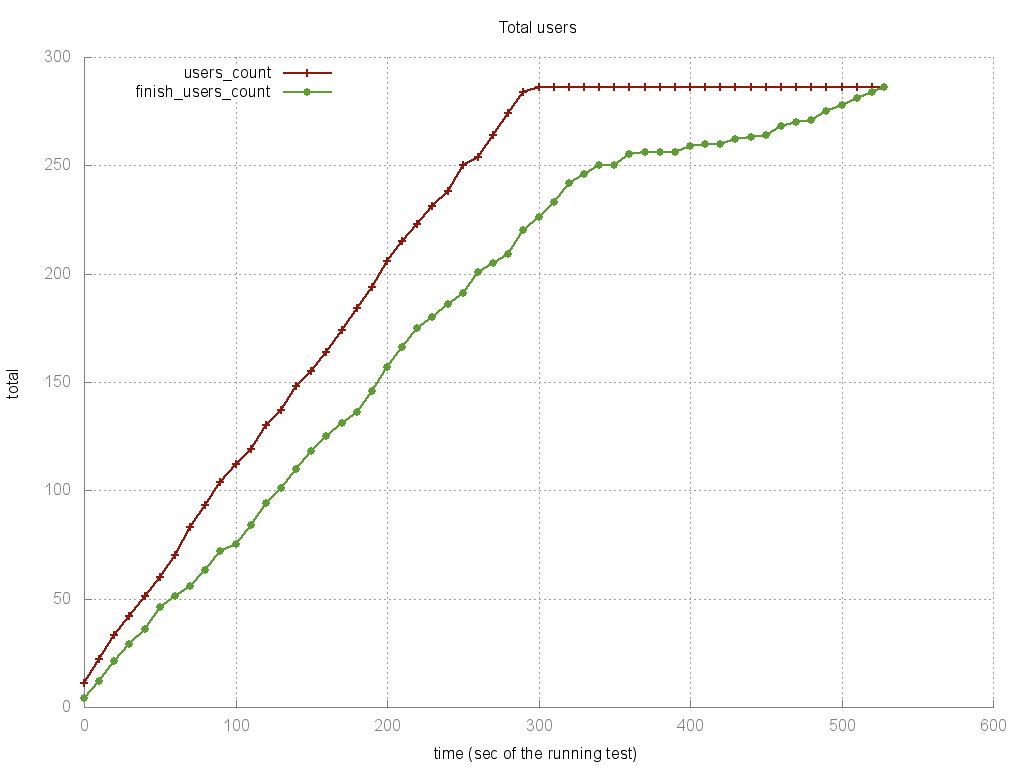 Total users
users_count
finish_users_count
total
300
250
200
150
100
50
0
0 100 200 300 400 500 600
time (sec of the running test)